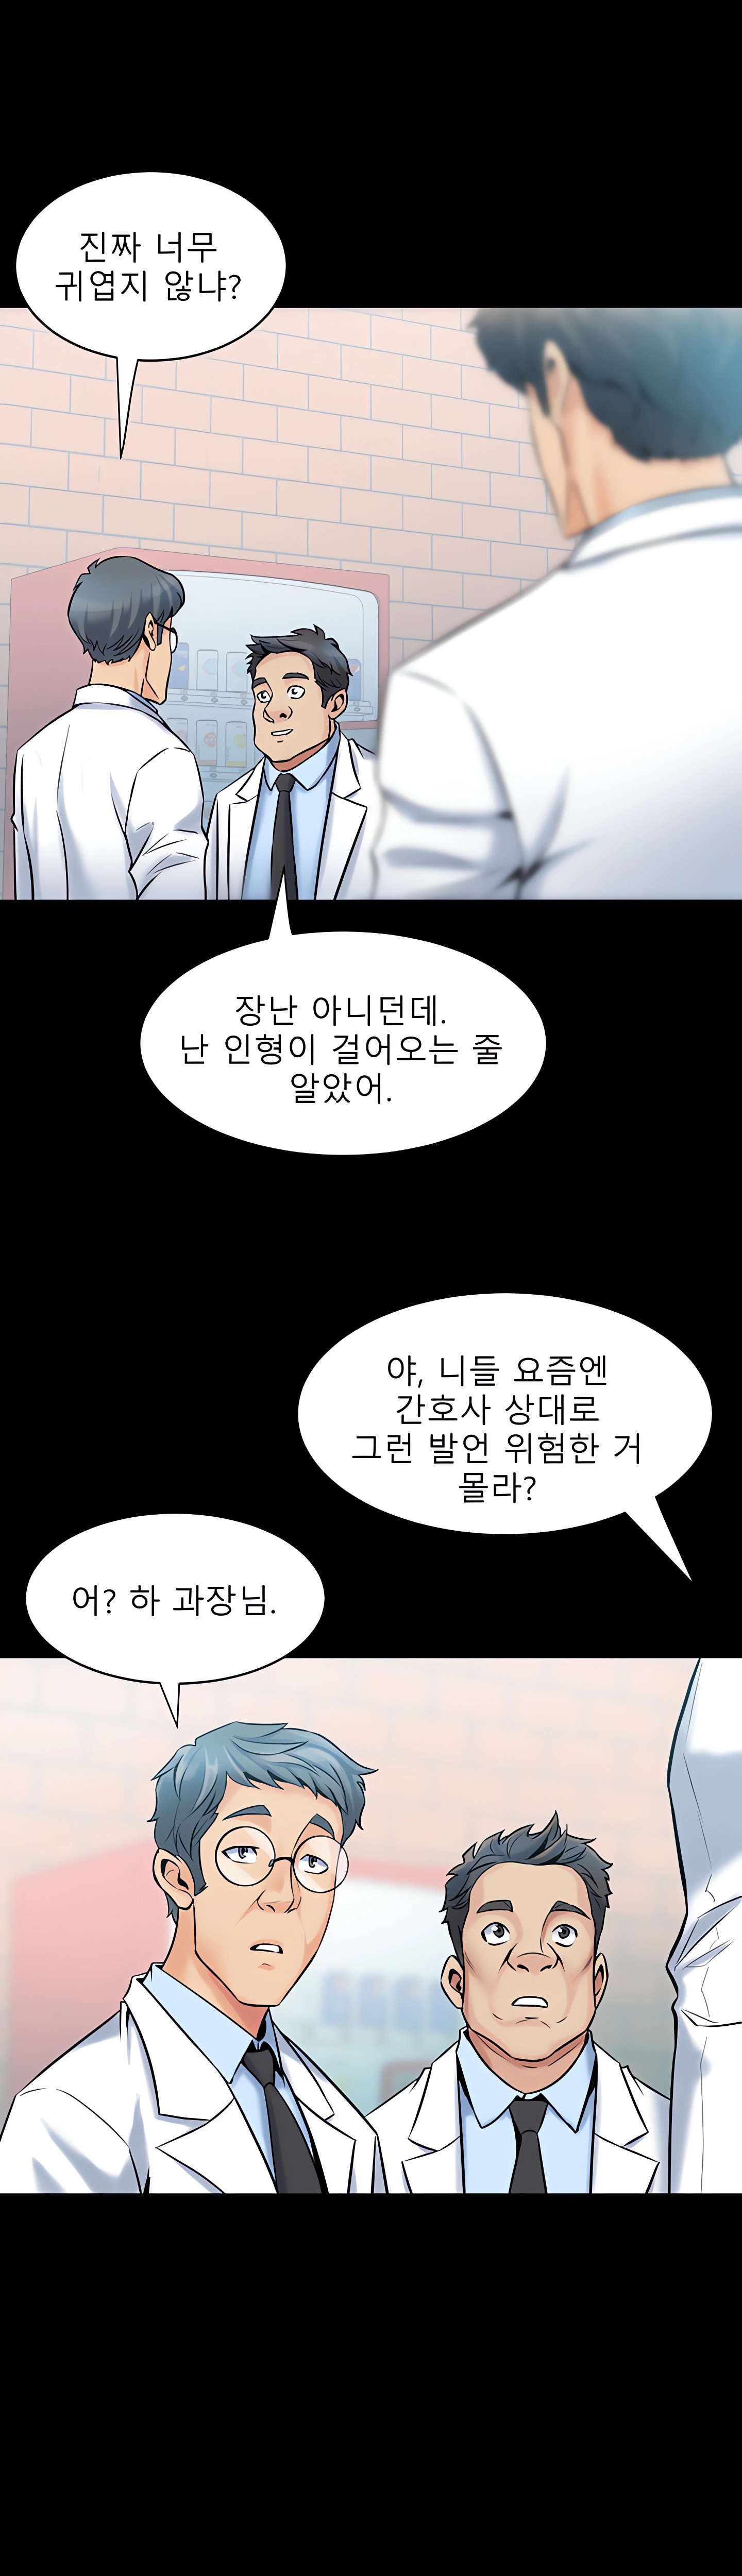 진짜 너무
귀엽지 않냐?
장난 아니던데.
난 인형이 걸어오는 줄
알았어.
야, 니들 요즘엔
간호사 상대로
그런 발언 위험한 거
몰라?
어? 하 과장님.